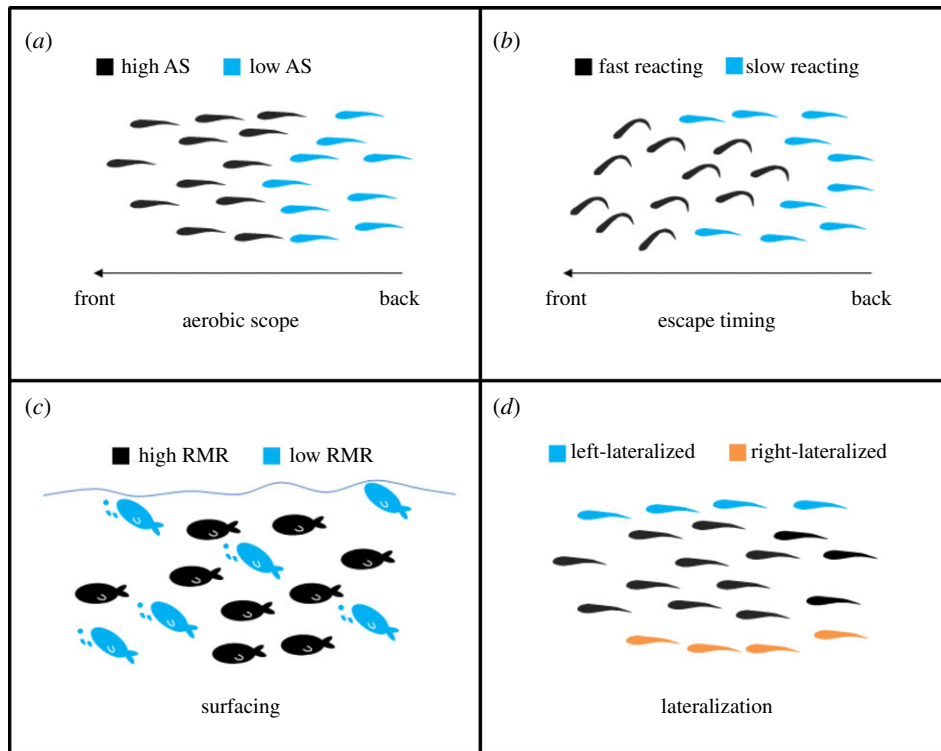 (a)
high AS low AS
front back
aerobic scope
(b)
fast reacting slow reacting
front back
escape timing
(c)
high RMR low RMR
surfacing
(d)
left-lateralized right-lateralized
lateralization